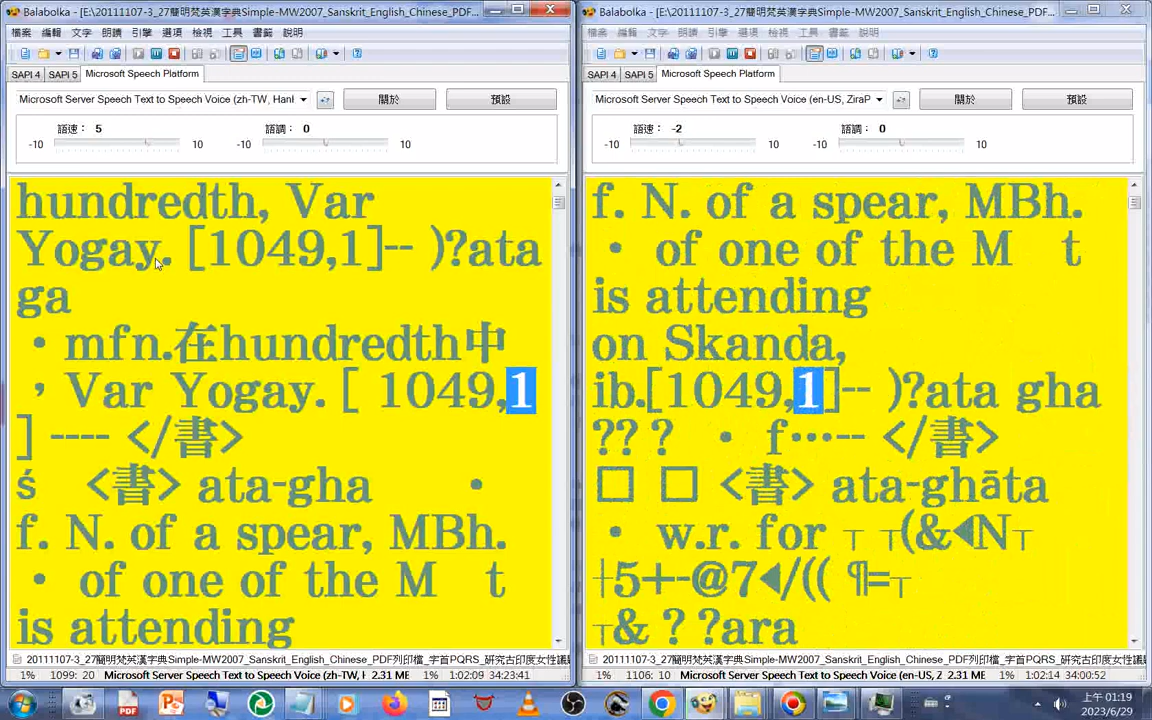 Balabolka - [E:\20111107-3_27簡明梵英漢字典Simple-MW2007_Sanskrit_English_Chinese_PDF...
檔案 編輯 文字 朗讀 引擎 選項 檢視 工具 書籤 說明
SAPI 4 SAPI 5 Microsoft Speech Platform
Microsoft Server Speech Text to Speech Voice (zh-TW, Hanl
關於 預設
語速: 5 語調: 0
-10 10 -10 10
hundredth, Var
Yogay. [1049,1]-- )?ata
ga
• mfn.在hundredth中
, Var Yogay. [ 1049,1
] ---- </書>
ś <書> ata-gha •
f. N. of a spear, MBh.
• of one of the M t
is attending
20111107-3_27簡明梵英漢字典Simple-MW2007_Sanskrit_English_Chinese_PDF列印檔_字首PQRS_研究古印度女性議
1% 1099: 20 Microsoft Server Speech Text to Speech Voice (zh-TW, H 2.31 ME 1% 1:02:09 34:23:41
Balabolka - [E:\20111107-3_27簡明梵英漢字典Simple-MW2007_Sanskrit_English_Chinese_PDF...
檔案 編輯 文字 朗讀 引擎 選項 檢視 工具 書籤 說明
SAPI 4 SAPI 5 Microsoft Speech Platform
Microsoft Server Speech Text to Speech Voice (en-US, ZiraP
關於 預設
語速: -2 語調: 0
-10 10 -10 10
f. N. of a spear, MBh.
• of one of the M t
is attending
on Skanda,
ib.[1049,1]-- )?ata gha
?? ? • f…-- </書>
□ □ <書> ata-ghāta
• w.r. for ┬ ┬(&◀N┬
┼5+-@7◀/(( ¶=┬
┬& ? ?ara
20111107-3_27簡明梵英漢字典Simple-MW2007_Sanskrit_English_Chinese_PDF列印檔_字首PQRS_研究古印度女性議
1% 1106: 10 Microsoft Server Speech Text to Speech Voice (en-US, Z 2.31 ME 1% 1:02:14 34:00:52
上午 01:19
2023/6/29